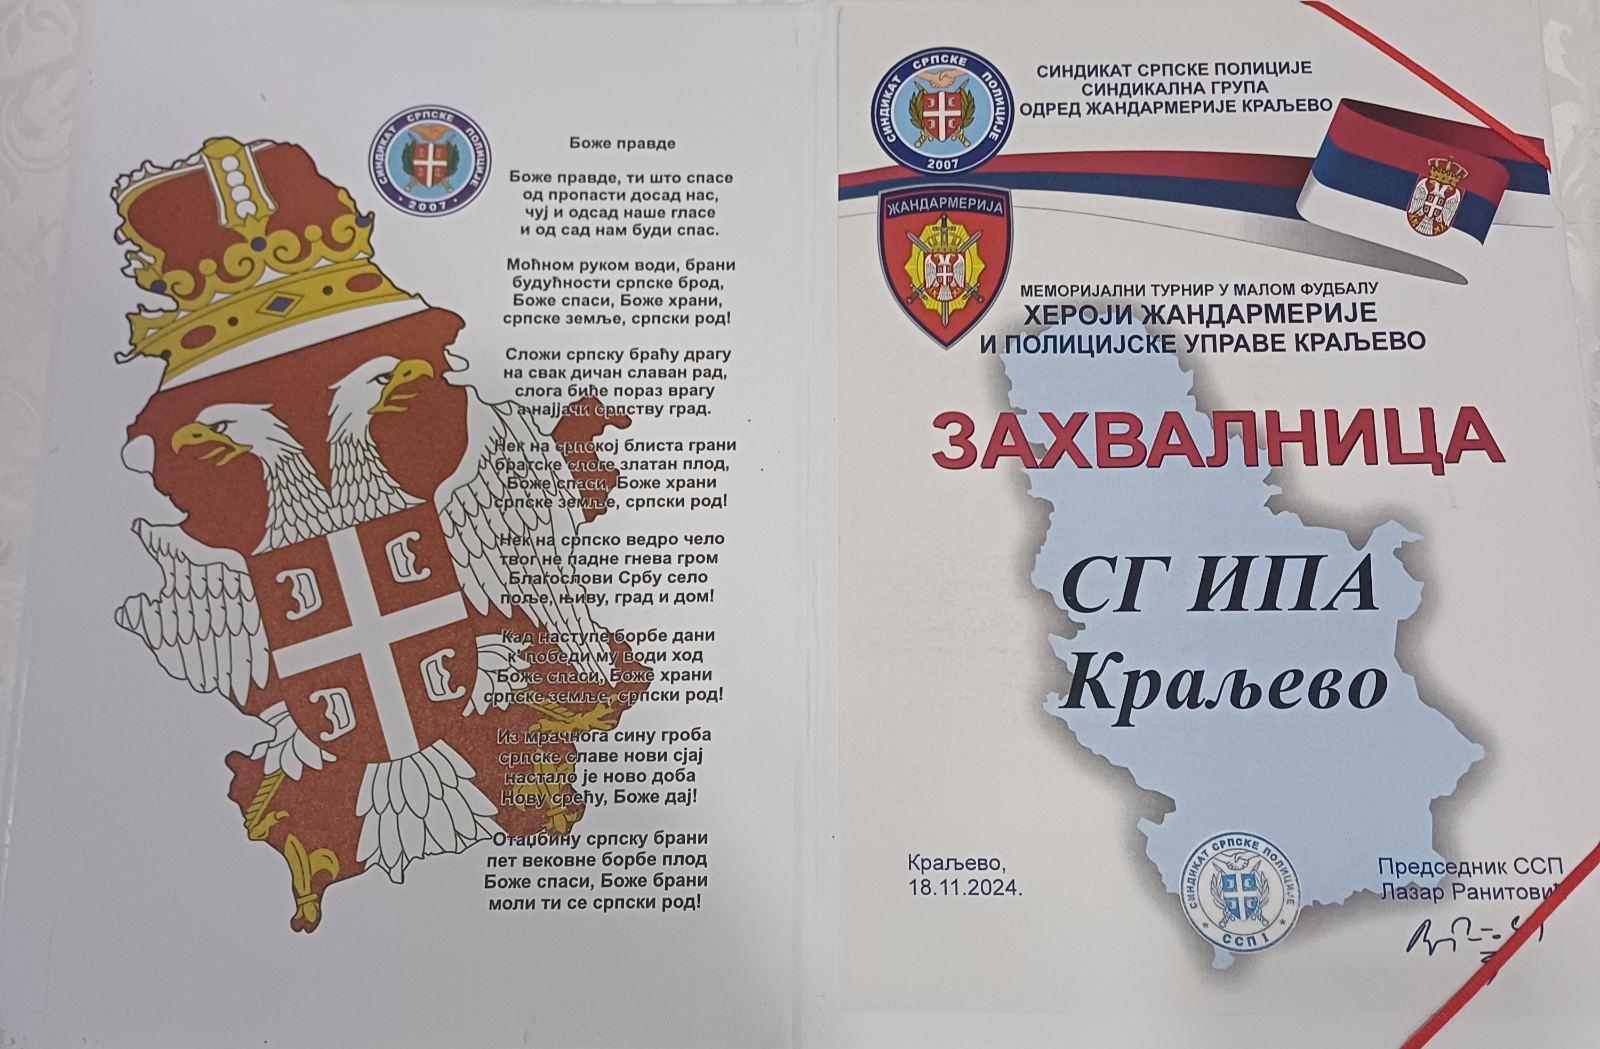 СИНДИКАТ СРПСКЕ ПОЛИЦИЈЕ
2007
Боже правде
Боже правде, ти што спасе
од пропасти досад нас,
чуј и одсад наше гласе
и од сад нам буди спас.
Моћном руком води, брани
будућности српске брод,
Боже спаси, Боже храни,
српске земље, српски род!
Сложи српску браћу драгу
на свак дичан славан рад,
слога биће пораз врагу
а најјачи српству град.
Нек на српској блиста грани
братске слоге златан плод,
Боже спаси, Боже храни
српске земље, српски род!
Нек на српско ведро чело
твог не падне гнева гром
Благослови Србу село
поље, њиву, град и дом!
Кад наступе борбе дани
к' победи му води ход
Боже спаси, Боже храни
српске земље, српски род!
Из мрачнога сину гроба
српске славе нови сјај
настало је ново доба
Нову срећу, Боже дај!
Отаџбину српску брани
пет вековне борбе плод
Боже спаси, Боже брани
моли ти се српски род!
СИНДИКАТ СРПСКЕ ПОЛИЦИЈЕ
2007
СИНДИКАТ СРПСКЕ ПОЛИЦИЈЕ
СИНДИКАЛНА ГРУПА
ОДРЕД ЖАНДАРМЕРИЈЕ КРАЉЕВО
ЖАНДАРМЕРИЈА
МЕМОРИЈАЛНИ ТУРНИР У МАЛОМ ФУДБАЛУ
ХЕРОЈИ ЖАНДАРМЕРИЈЕ
И ПОЛИЦИЈСКЕ УПРАВЕ КРАЉЕВО
ЗАХВАЛНИЦА
СГ ИПА
Краљево
Краљево,
18.11.2024.
СИНДИКАТ СРПСКЕ ПОЛИЦИЈЕ
ССП 1
Председник ССП
Лазар Ранитовић